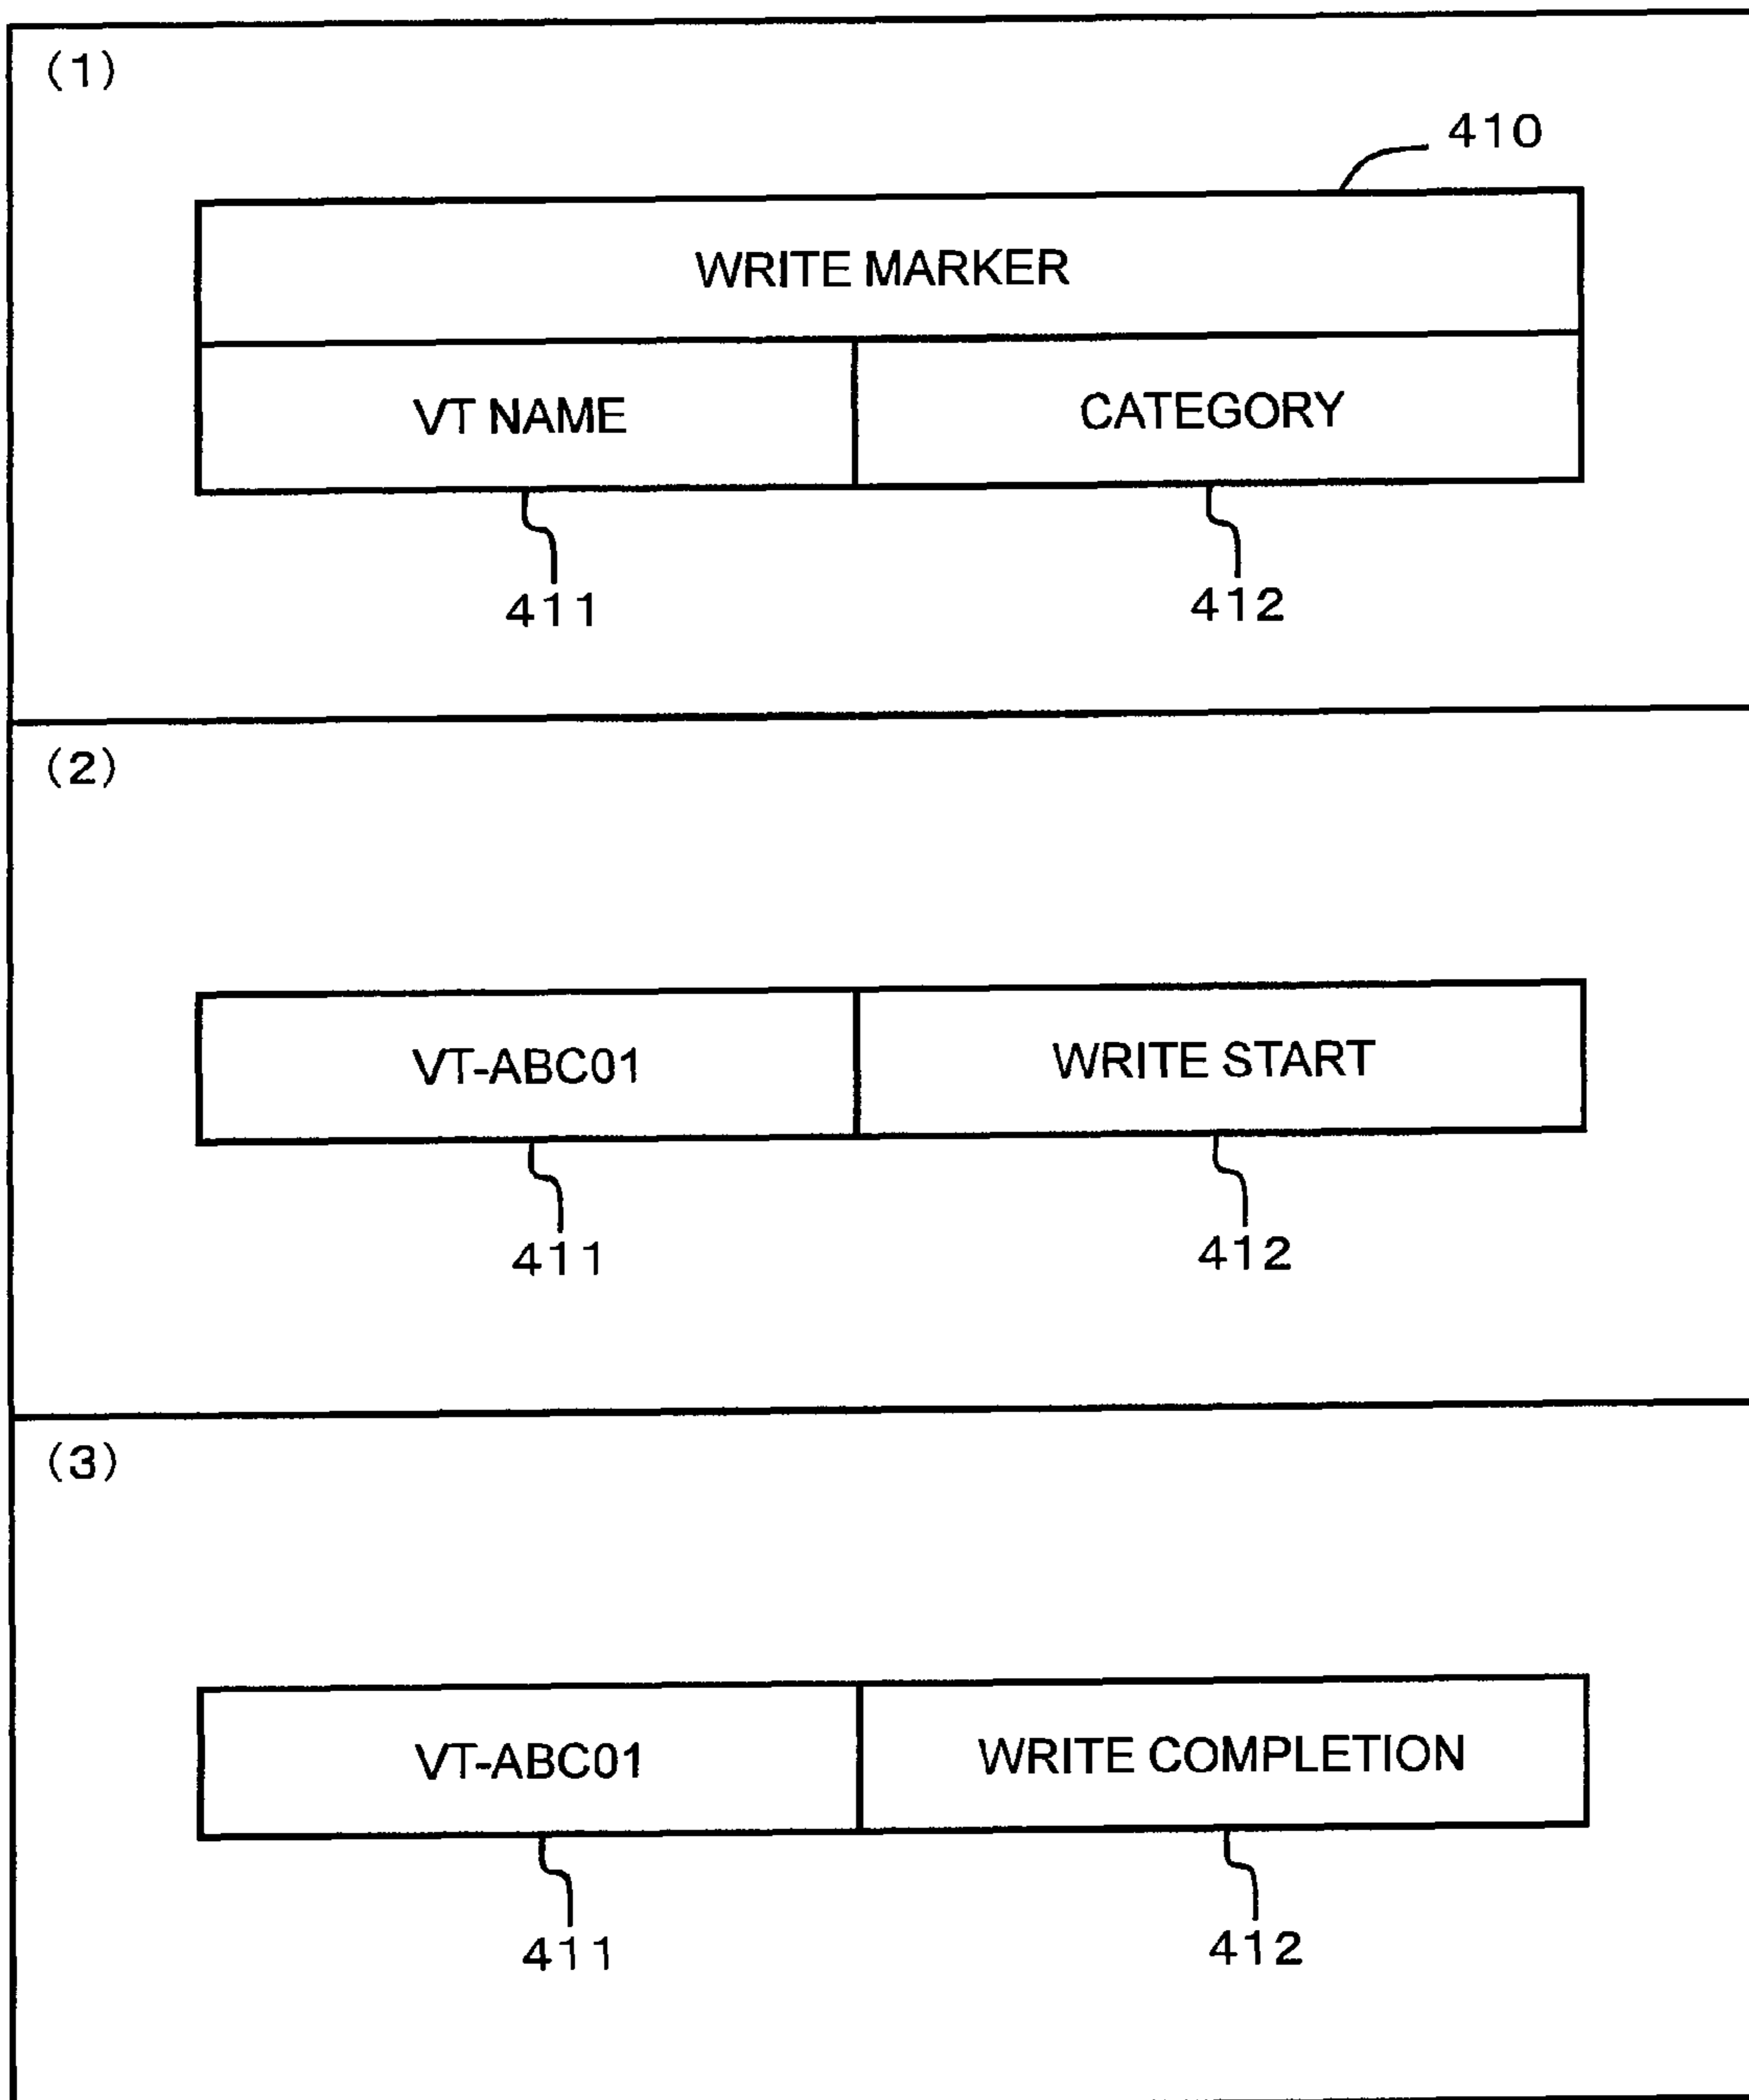 (1)
410
WRITE MARKER
VT NAME CATEGORY
411 412
(2)
VT-ABC01 WRITE START
411 412
(3)
VT-ABC01 WRITE COMPLETION
411 412